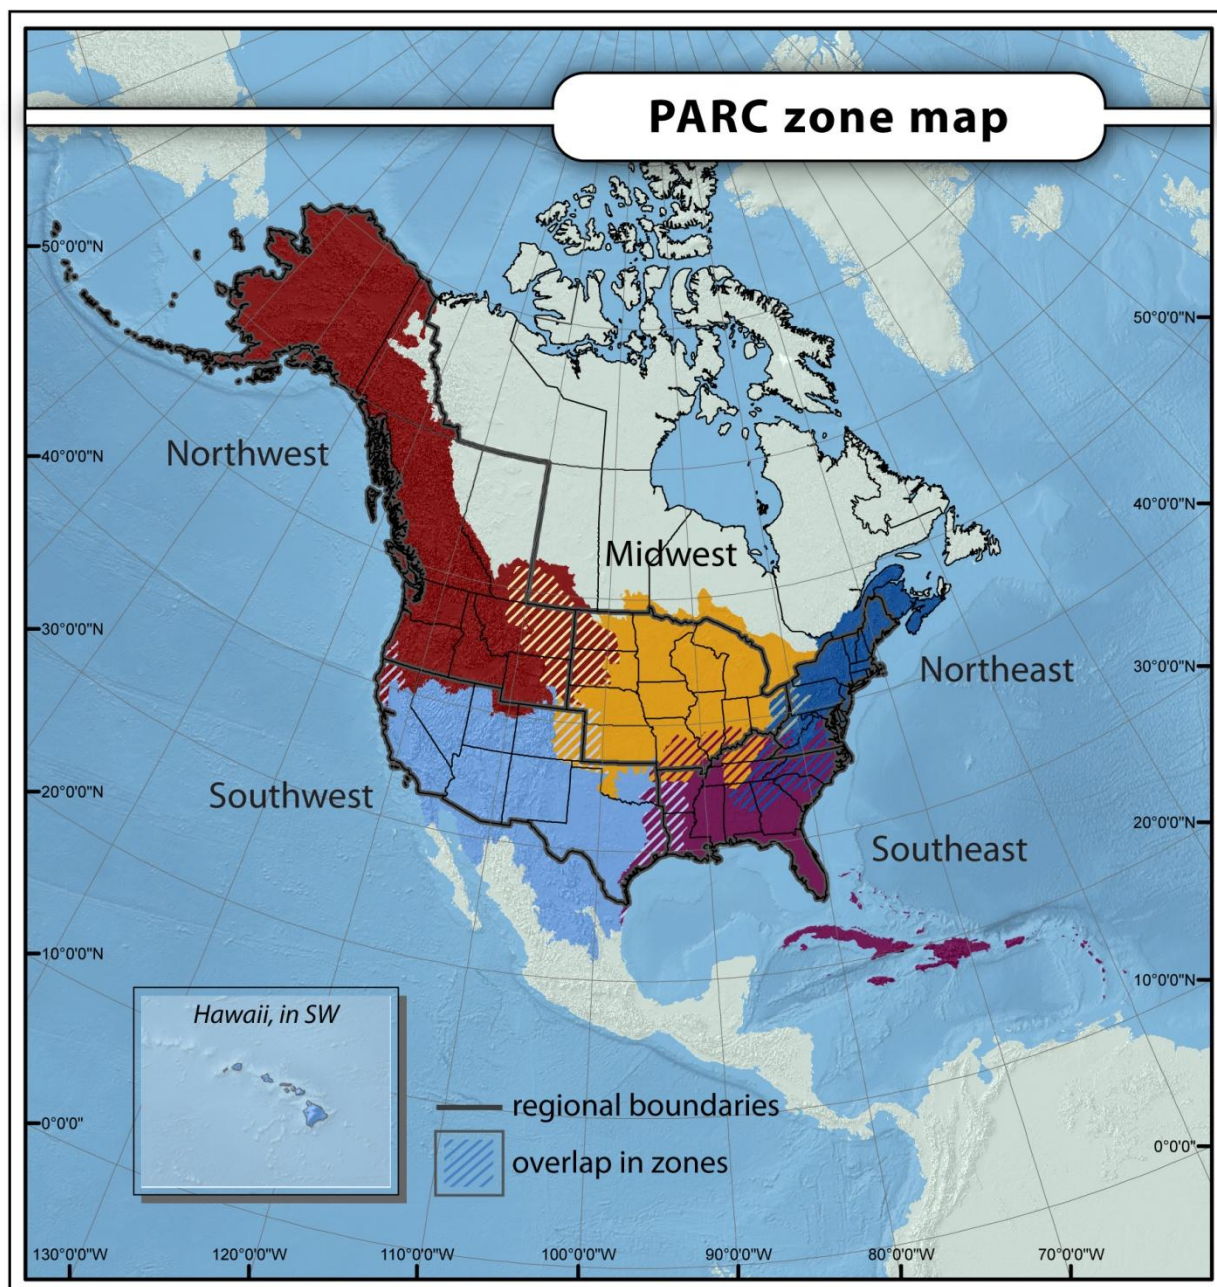 PARC zone map
50°0'0"N
50°0'0"N
Northwest
40°0'0"N
40°0'0"N
Midwest
30°0'0"N
Northeast
30°0'0"N
Southwest
20°0'0"N
20°0'0"N
Southeast
10°0'0"N
10°0'0"N
Hawaii, in SW
regional boundaries
0°0'0"
overlap in zones
0°0'0"
130°0'0"W
120°0'0"W
110°0'0"W
100°0'0"W
90°0'0"W
80°0'0"W
70°0'0"W